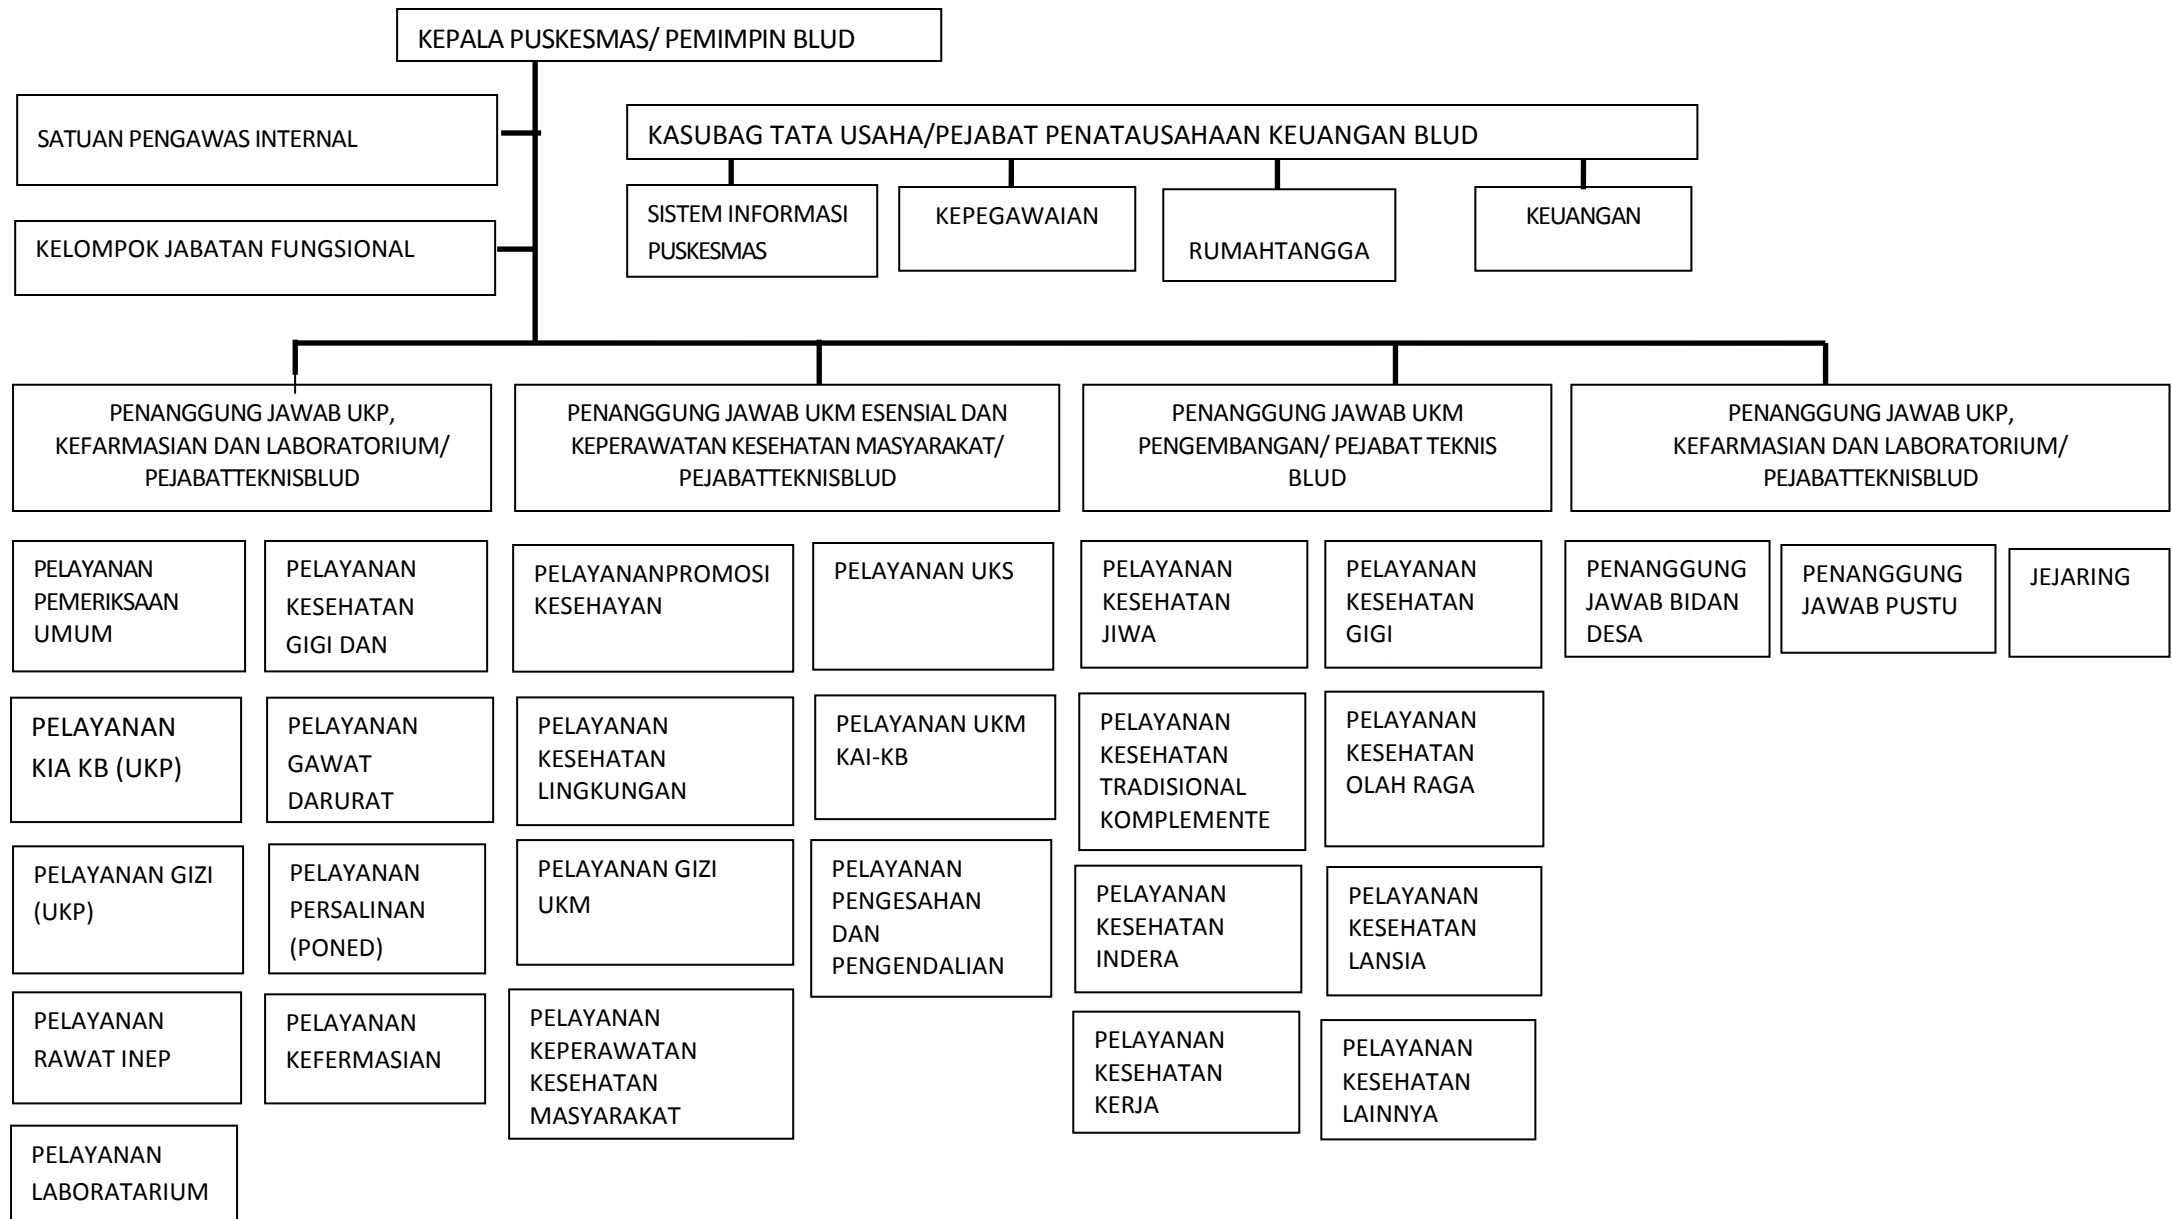 KEPALA PUSKESMAS/ PEMIMPIN BLUD
SATUAN PENGAWAS INTERNAL
KASUBAG TATA USAHA/PEJABAT PENATAUSAHAAN KEUANGAN BLUD
SISTEM INFORMASI
PUSKESMAS
KEPEGAWAIAN
RUMAHTANGGA
KEUANGAN
KELOMPOK JABATAN FUNGSIONAL
PENANGGUNG JAWAB UKP,
KEFARMASIAN DAN LABORATORIUM/
PEJABATTEKNISBLUD
PENANGGUNG JAWAB UKM ESENSIAL DAN
KEPERAWATAN KESEHATAN MASYARAKAT/
PEJABATTEKNISBLUD
PENANGGUNG JAWAB UKM
PENGEMBANGAN/ PEJABAT TEKNIS
BLUD
PENANGGUNG JAWAB UKP,
KEFARMASIAN DAN LABORATORIUM/
PEJABATTEKNISBLUD
PELAYANAN
PEMERIKSAAN
UMUM
PELAYANAN
KESEHATAN
GIGI DAN
PELAYANANPROMOSI
KESEHAYAN
PELAYANAN UKS
PELAYANAN
KESEHATAN
JIWA
PELAYANAN
KESEHATAN
GIGI
PENANGGUNG
JAWAB BIDAN
DESA
PENANGGUNG
JAWAB PUSTU
JEJARING
PELAYANAN
KIA KB (UKP)
PELAYANAN
GAWAT
DARURAT
PELAYANAN
KESEHATAN
LINGKUNGAN
PELAYANAN UKM
KAI-KB
PELAYANAN
KESEHATAN
TRADISIONAL
KOMPLEMENTE
PELAYANAN
KESEHATAN
OLAH RAGA
PELAYANAN GIZI
(UKP)
PELAYANAN
PERSALINAN
(PONED)
PELAYANAN GIZI
UKM
PELAYANAN
PENGESAHAN
DAN
PENGENDALIAN
PELAYANAN
KESEHATAN
INDERA
PELAYANAN
KESEHATAN
LANSIA
PELAYANAN
RAWAT INEP
PELAYANAN
KEFERMASIAN
PELAYANAN
KEPERAWATAN
KESEHATAN
MASYARAKAT
PELAYANAN
KESEHATAN
KERJA
PELAYANAN
KESEHATAN
LAINNYA
PELAYANAN
LABORATARIUM